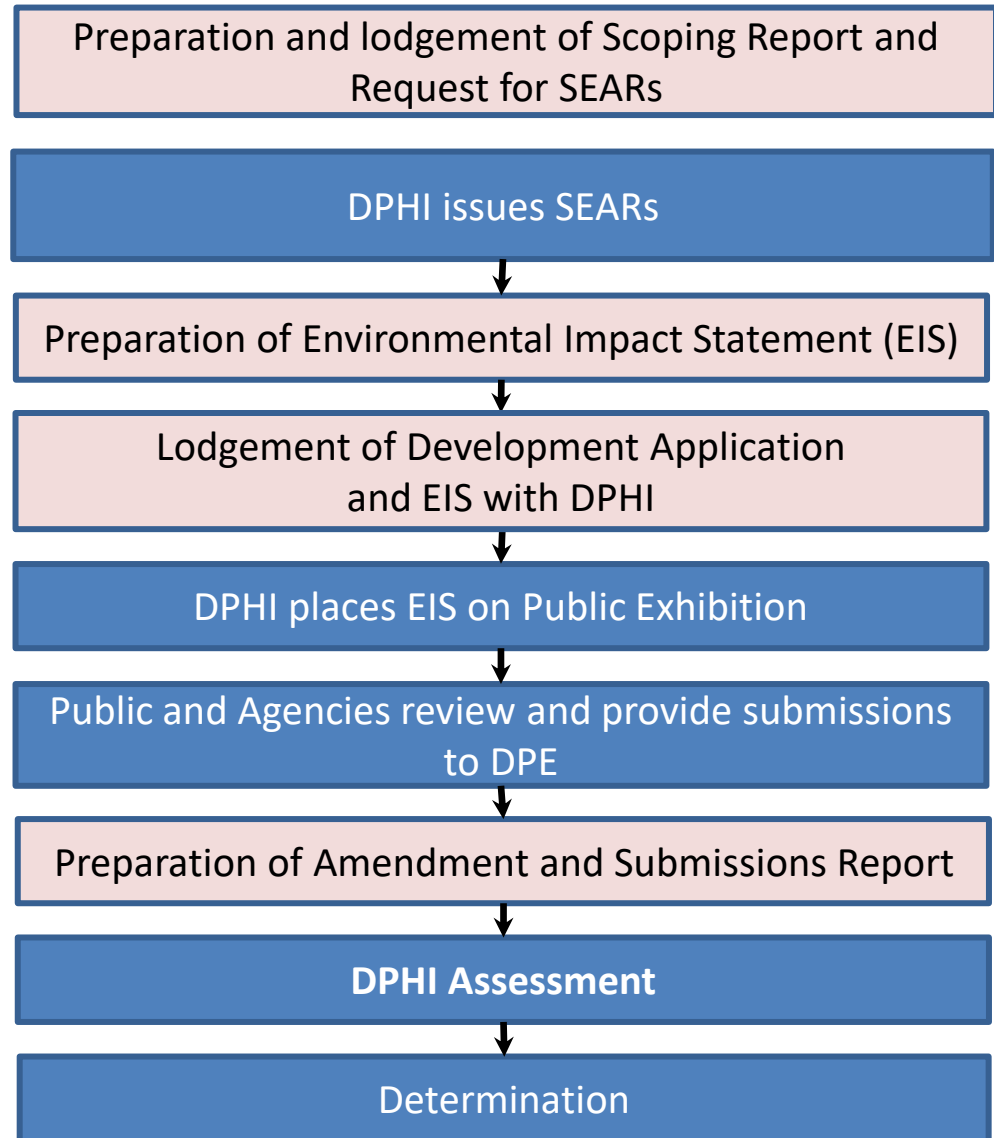 Preparation and lodgement of Scoping Report and
Request for SEARs
DPHI issues SEARs
Preparation of Environmental Impact Statement (EIS)
Lodgement of Development Application
and EIS with DPHI
DPHI places EIS on Public Exhibition
Public and Agencies review and provide submissions
to DPE
Preparation of Amendment and Submissions Report
DPHI Assessment
Determination